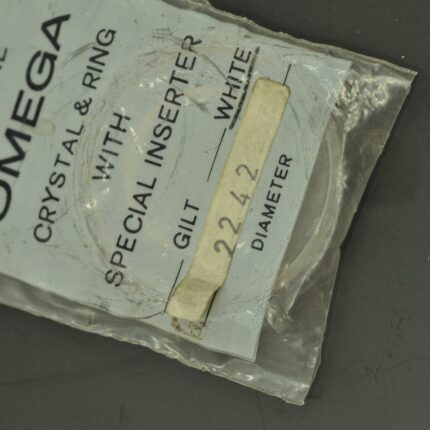 OMEGA
CRYSTAL & RING
WITH
SPECIAL INSERTER
GILT WHITE
2242
DIAMETER